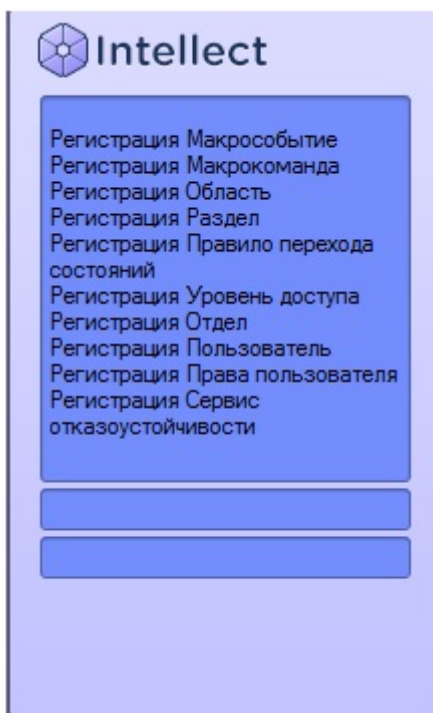 Intellect
Регистрация Макрособытие
Регистрация Макрокоманда
Регистрация Область
Регистрация Раздел
Регистрация Правило перехода
состояний
Регистрация Уровень доступа
Регистрация Отдел
Регистрация Пользователь
Регистрация Права пользователя
Регистрация Сервис
отказоустойчивости